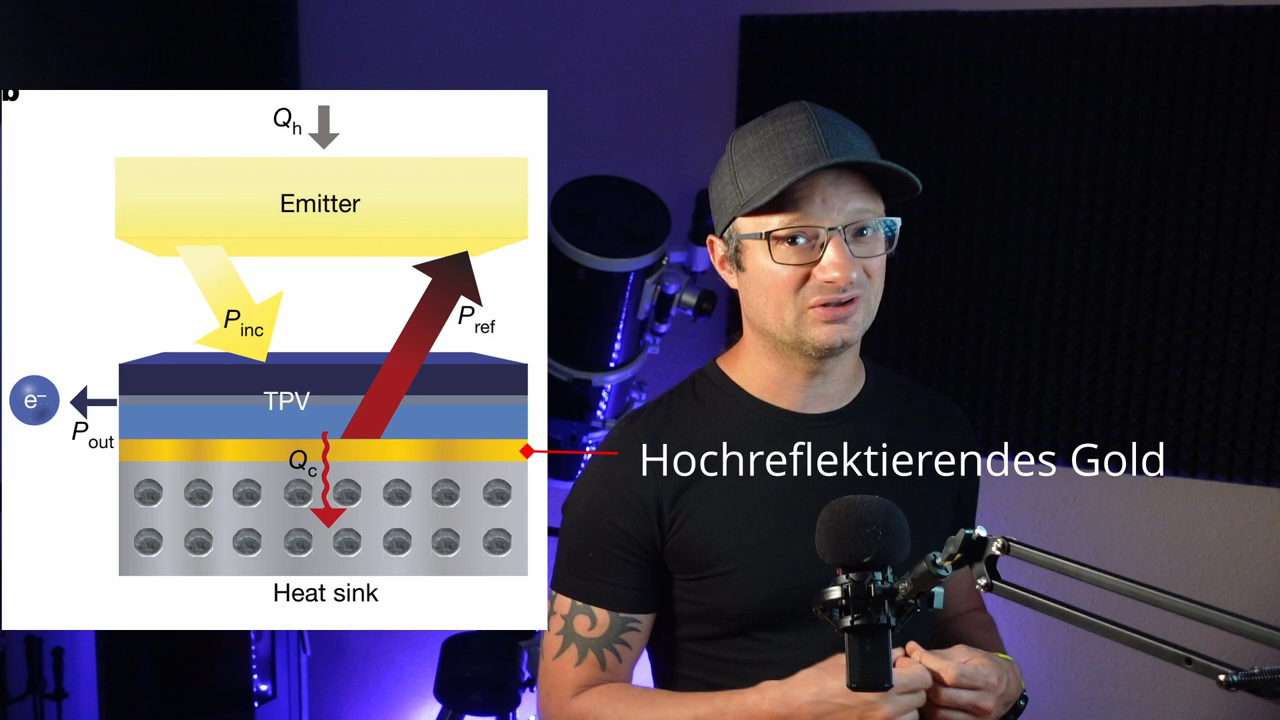 b
Qh
Emitter
Pinc
Pref
e–
TPV
Pout
Qc
Hochreflektierendes Gold
Heat sink